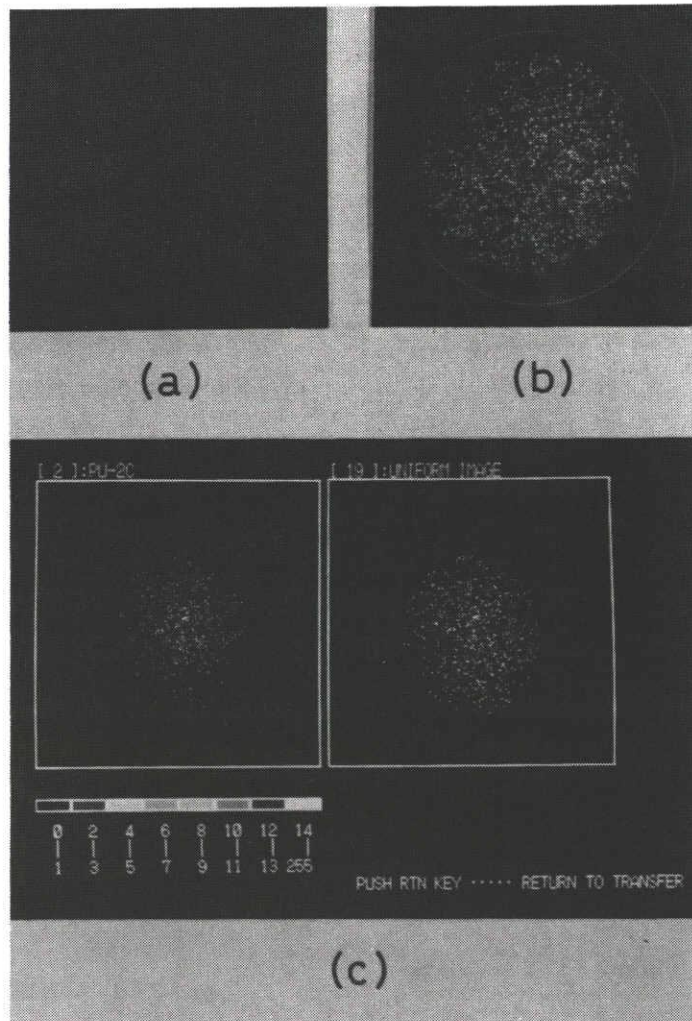 (a)
(b)
[ 2 ]:PU-2C
[ 19 ]:UNIFORM IMAGE
0 2 4 6 8 10 12 14
| | | | | | | |
1 3 5 7 9 11 13 255
PUSH RTN KEY ····· RETURN TO TRANSFER
(c)